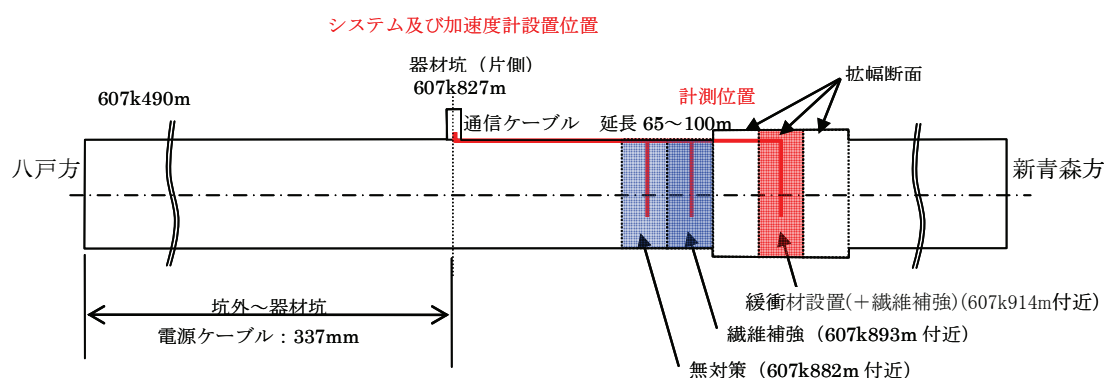 システム及び加速度計設置位置
器材坑（片側）
607k827m
拡幅断面
607k490m
計測位置
通信ケーブル 延長 65～100m
八戸方
新青森方
坑外～器材坑
電源ケーブル：337mm
緩衝材設置(＋繊維補強)(607k914m付近)
繊維補強（607k893m 付近）
無対策（607k882m 付近）